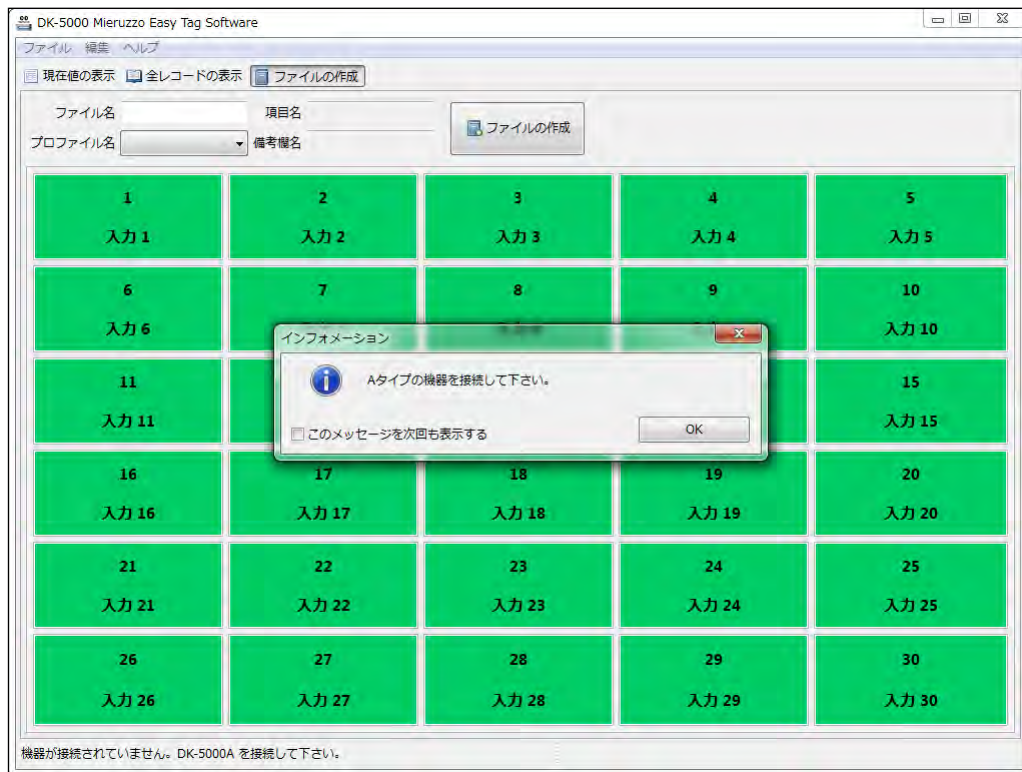 DK-5000 Mieruzzo Easy Tag Software
ファイル 編集 ヘルプ
現在値の表示 全レコードの表示 ファイルの作成
ファイル名 項目名
ファイルの作成
プロファイル名 備考欄名
1 2 3 4 5
入力 1 入力 2 入力 3 入力 4 入力 5
6 7 8 9 10
入力 6 入力 10
インフォメーション
11 Aタイプの機器を接続して下さい。 15
入力 11 このメッセージを次回も表示する OK 入力 15
16 17 18 19 20
入力 16 入力 17 入力 18 入力 19 入力 20
21 22 23 24 25
入力 21 入力 22 入力 23 入力 24 入力 25
26 27 28 29 30
入力 26 入力 27 入力 28 入力 29 入力 30
機器が接続されていません。DK-5000A を接続して下さい。